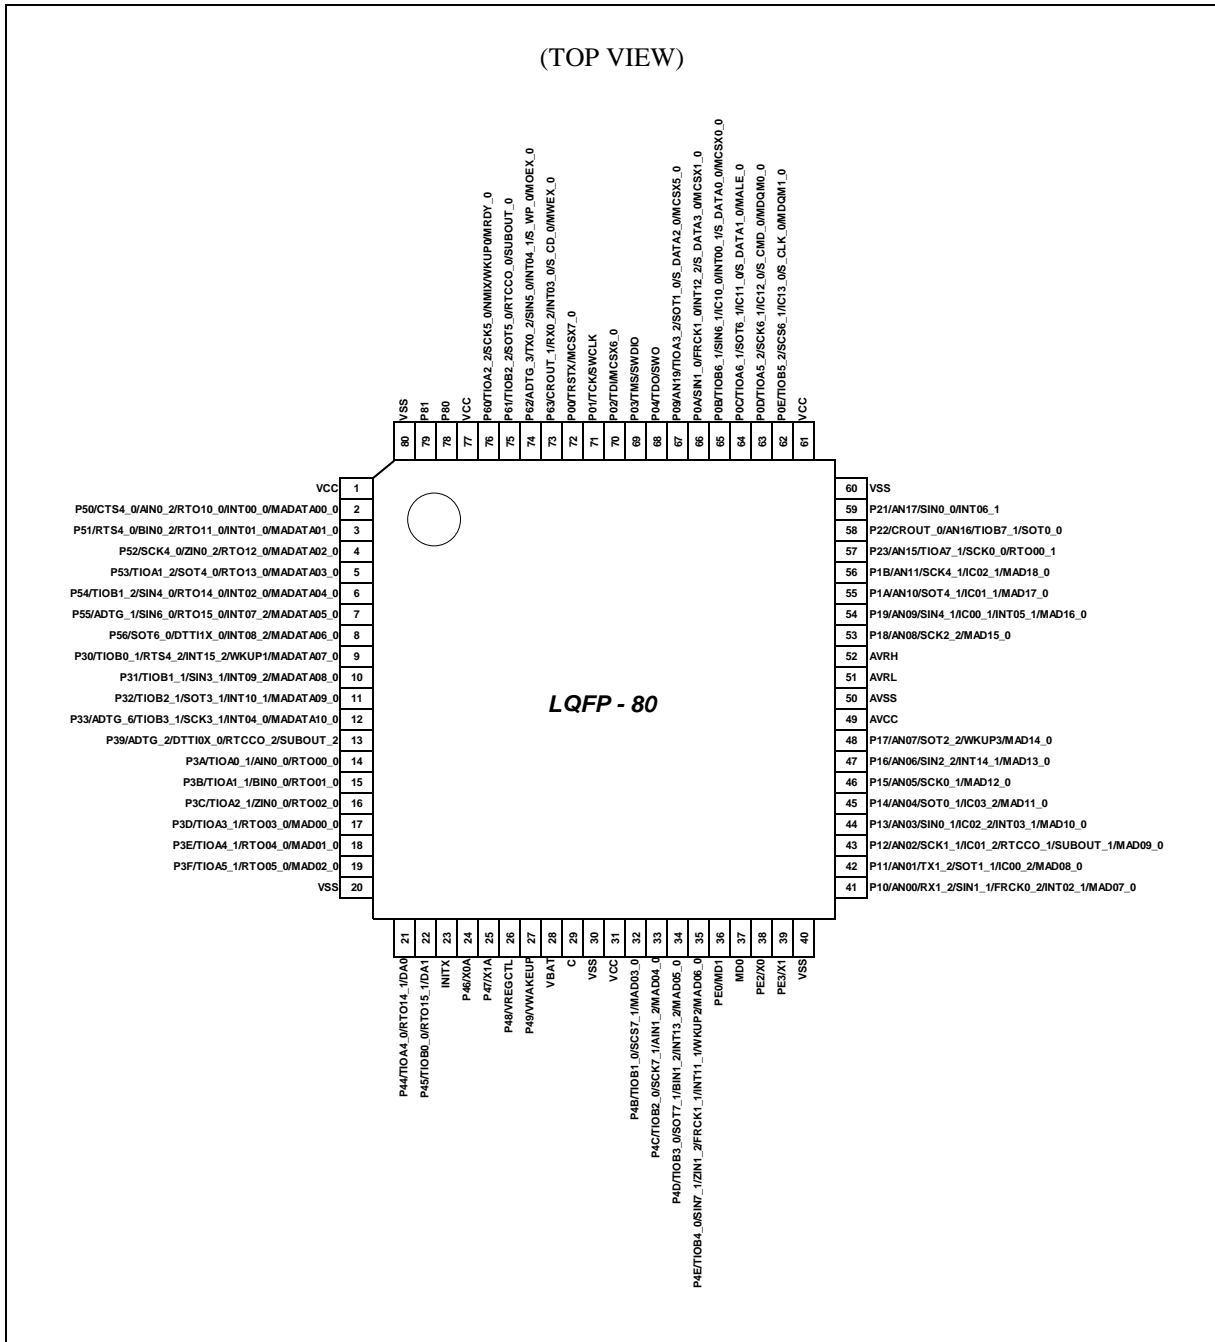 (TOP VIEW)
80 VSS
79 P81
78 P80
77 VCC
76 P60/TIOA2_2/SCK5_0/NMIX/WKUP0/MRDY_0
75 P61/TIOB2_2/SOT5_0/RTCCO_0/SUBOUT_0
74 P62/ADTG_3/TX0_2/SIN5_0/INT04_1/S_WP_0/MOEX_0
73 P63/CROUT_1/RX0_2/INT03_0/S_CD_0/MWEX_0
72 P00/TRSTX/MCSX7_0
71 P01/TCK/SWCLK
70 P02/TDI/MCSX6_0
69 P03/TMS/SWDIO
68 P04/TDO/SWO
67 P09/AN19/TIOA3_2/SOT1_0/S_DATA2_0/MCSX5_0
66 P0A/SIN1_0/FRCK1_0/INT12_2/S_DATA3_0/MCSX1_0
65 P0B/TIOB6_1/SIN6_1/IC10_0/INT00_1/S_DATA0_0/MCSX0_0
64 P0C/TIOA6_1/SOT6_1/IC11_0/S_DATA1_0/MALE_0
63 P0D/TIOA5_2/SCK6_1/IC12_0/S_CMD_0/MDQM0_0
62 P0E/TIOB5_2/SCS6_1/IC13_0/S_CLK_0/MDQM1_0
61 VCC
VCC 1
P50/CTS4_0/AIN0_2/RTO10_0/INT00_0/MADATA00_0 2
P51/RTS4_0/BIN0_2/RTO11_0/INT01_0/MADATA01_0 3
P52/SCK4_0/ZIN0_2/RTO12_0/MADATA02_0 4
P53/TIOA1_2/SOT4_0/RTO13_0/MADATA03_0 5
P54/TIOB1_2/SIN4_0/RTO14_0/INT02_0/MADATA04_0 6
P55/ADTG_1/SIN6_0/RTO15_0/INT07_2/MADATA05_0 7
P56/SOT6_0/DTTI1X_0/INT08_2/MADATA06_0 8
P30/TIOB0_1/RTS4_2/INT15_2/WKUP1/MADATA07_0 9
P31/TIOB1_1/SIN3_1/INT09_2/MADATA08_0 10
P32/TIOB2_1/SOT3_1/INT10_1/MADATA09_0 11
P33/ADTG_6/TIOB3_1/SCK3_1/INT04_0/MADATA10_0 12
P39/ADTG_2/DTTI0X_0/RTCCO_2/SUBOUT_2 13
P3A/TIOA0_1/AIN0_0/RTO00_0 14
P3B/TIOA1_1/BIN0_0/RTO01_0 15
P3C/TIOA2_1/ZIN0_0/RTO02_0 16
P3D/TIOA3_1/RTO03_0/MAD00_0 17
P3E/TIOA4_1/RTO04_0/MAD01_0 18
P3F/TIOA5_1/RTO05_0/MAD02_0 19
VSS 20
LQFP - 80
60 VSS
59 P21/AN17/SIN0_0/INT06_1
58 P22/CROUT_0/AN16/TIOB7_1/SOT0_0
57 P23/AN15/TIOA7_1/SCK0_0/RTO00_1
56 P1B/AN11/SCK4_1/IC02_1/MAD18_0
55 P1A/AN10/SOT4_1/IC01_1/MAD17_0
54 P19/AN09/SIN4_1/IC00_1/INT05_1/MAD16_0
53 P18/AN08/SCK2_2/MAD15_0
52 AVRH
51 AVRL
50 AVSS
49 AVCC
48 P17/AN07/SOT2_2/WKUP3/MAD14_0
47 P16/AN06/SIN2_2/INT14_1/MAD13_0
46 P15/AN05/SCK0_1/MAD12_0
45 P14/AN04/SOT0_1/IC03_2/MAD11_0
44 P13/AN03/SIN0_1/IC02_2/INT03_1/MAD10_0
43 P12/AN02/SCK1_1/IC01_2/RTCCO_1/SUBOUT_1/MAD09_0
42 P11/AN01/TX1_2/SOT1_1/IC00_2/MAD08_0
41 P10/AN00/RX1_2/SIN1_1/FRCK0_2/INT02_1/MAD07_0
21 P44/TIOA4_0/RTO14_1/DA0
22 P45/TIOB0_0/RTO15_1/DA1
23 INITX
24 P46/X0A
25 P47/X1A
26 P48/VREGCTL
27 P49/VWAKEUP
28 VBAT
29 C
30 VSS
31 VCC
32 P4B/TIOB1_0/SCS7_1/MAD03_0
33 P4C/TIOB2_0/SCK7_1/AIN1_2/MAD04_0
34 P4D/TIOB3_0/SOT7_1/BIN1_2/INT13_2/MAD05_0
35 P4E/TIOB4_0/SIN7_1/ZIN1_2/FRCK1_1/INT11_1/WKUP2/MAD06_0
36 PE0/MD1
37 MD0
38 PE2/X0
39 PE3/X1
40 VSS